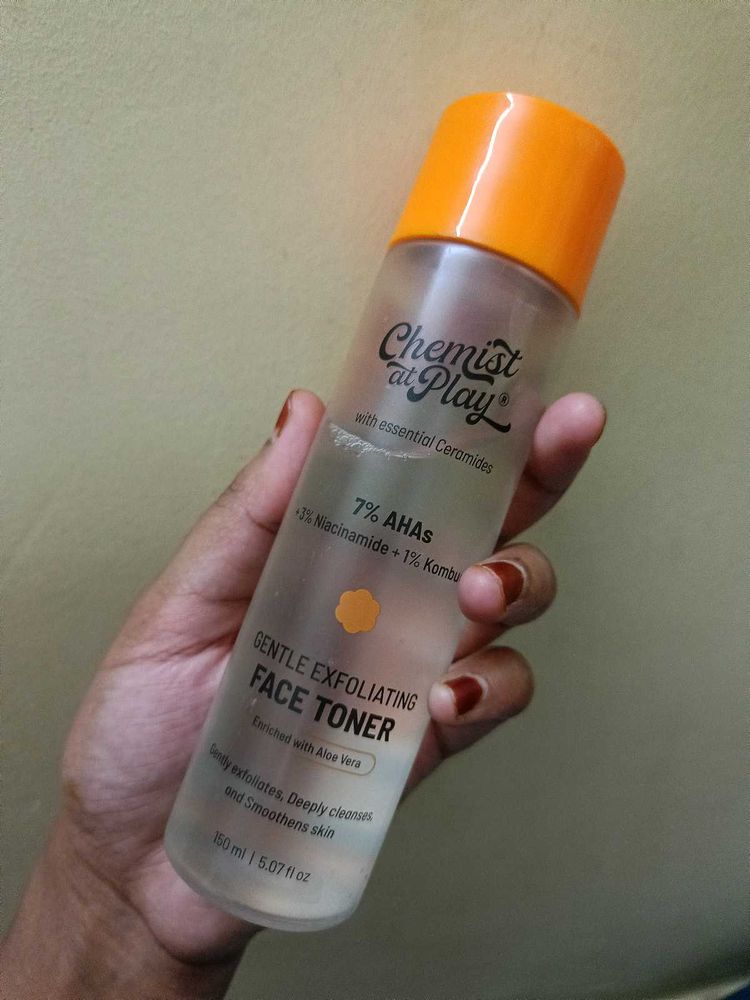 Chemist
at Play®
with essential Ceramides
7% AHAs
+3% Niacinamide + 1% Kombu
GENTLE EXFOLIATING
FACE TONER
Enriched with Aloe Vera
Gently exfoliates, Deeply cleanses,
and Smoothens skin
150 ml | 5.07 fl oz